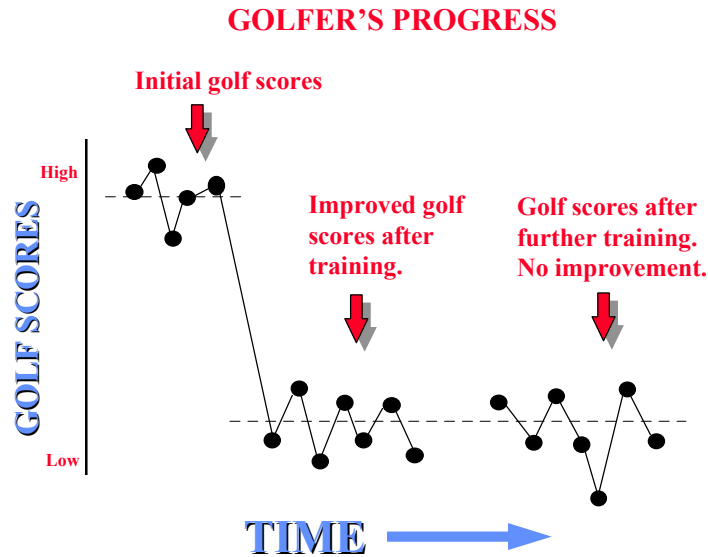 GOLFER'S PROGRESS
Initial golf scores
High
GOLF SCORES
Improved golf
scores after
training.
Golf scores after
further training.
No improvement.
Low
TIME